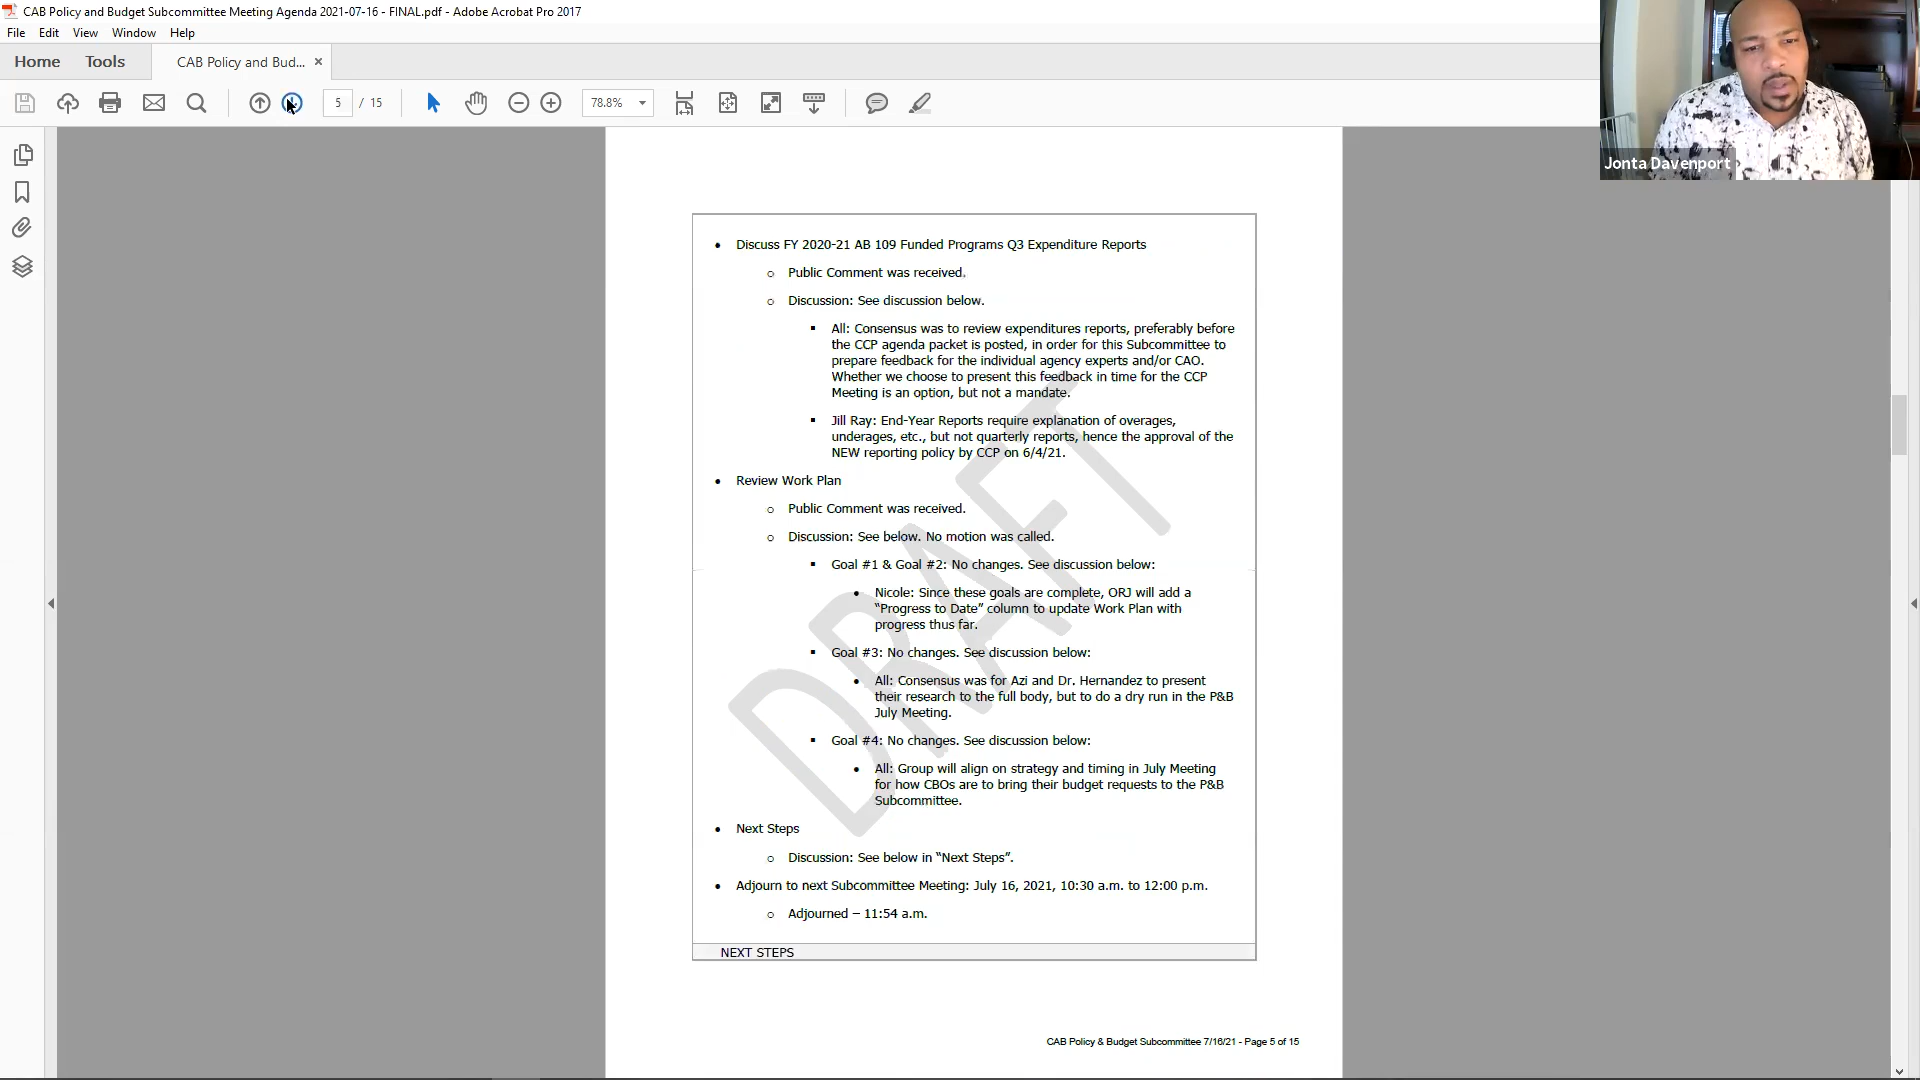 CAB Policy and Budget Subcommittee Meeting Agenda 2021-07-16 - FINAL.pdf - Adobe Acrobat Pro 2017
File Edit View Window Help
Home Tools CAB Policy and Bud... ×
5 / 15 78.8%
Jonta Davenport
• Discuss FY 2020-21 AB 109 Funded Programs Q3 Expenditure Reports
o Public Comment was received.
o Discussion: See discussion below.
▪ All: Consensus was to review expenditures reports, preferably before
the CCP agenda packet is posted, in order for this Subcommittee to
prepare feedback for the individual agency experts and/or CAO.
Whether we choose to present this feedback in time for the CCP
Meeting is an option, but not a mandate.
▪ Jill Ray: End-Year Reports require explanation of overages,
underages, etc., but not quarterly reports, hence the approval of the
NEW reporting policy by CCP on 6/4/21.
• Review Work Plan
o Public Comment was received.
o Discussion: See below. No motion was called.
▪ Goal #1 & Goal #2: No changes. See discussion below:
• Nicole: Since these goals are complete, ORJ will add a
“Progress to Date” column to update Work Plan with
progress thus far.
▪ Goal #3: No changes. See discussion below:
• All: Consensus was for Azi and Dr. Hernandez to present
their research to the full body, but to do a dry run in the P&B
July Meeting.
▪ Goal #4: No changes. See discussion below:
• All: Group will align on strategy and timing in July Meeting
for how CBOs are to bring their budget requests to the P&B
Subcommittee.
• Next Steps
o Discussion: See below in “Next Steps”.
• Adjourn to next Subcommittee Meeting: July 16, 2021, 10:30 a.m. to 12:00 p.m.
o Adjourned – 11:54 a.m.
NEXT STEPS
DRAFT
CAB Policy & Budget Subcommittee 7/16/21 - Page 5 of 15